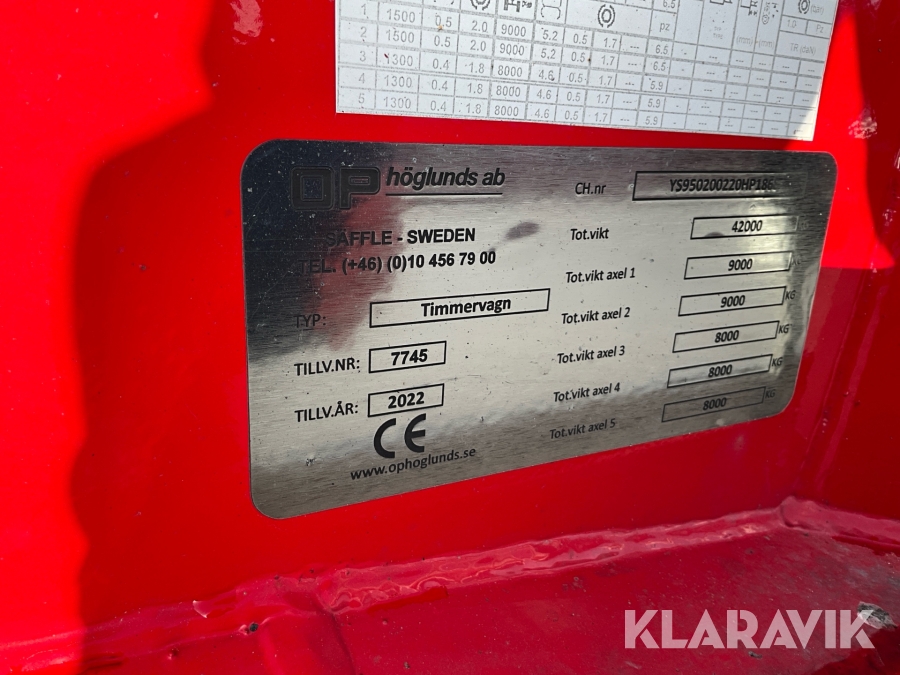 1 1500 0.5 2.0 9000 5.2 0.5 1.7 --- 6.5
2 1500 0.5 2.0 9000 5.2 0.5 1.7 --- 6.5
3 1300 0.4 1.8 8000 4.6 0.5 1.7 --- 5.9
4 1300 0.4 1.8 8000 4.6 0.5 1.7 --- 5.9
5 1300 0.4 1.8 8000 4.6 0.5 1.7 --- 5.9
OP höglunds ab
SÄFFLE - SWEDEN
TEL. (+46) (0)10 456 79 00
TYP: Timmervagn
TILLV.NR: 7745
TILLV.ÅR: 2022
CE
www.ophoglunds.se
CH.nr YS950200220HP186
Tot.vikt 42000
Tot.vikt axel 1 9000 KG
Tot.vikt axel 2 9000 KG
Tot.vikt axel 3 8000 KG
Tot.vikt axel 4 8000 KG
Tot.vikt axel 5 8000 KG
KLARAVIK